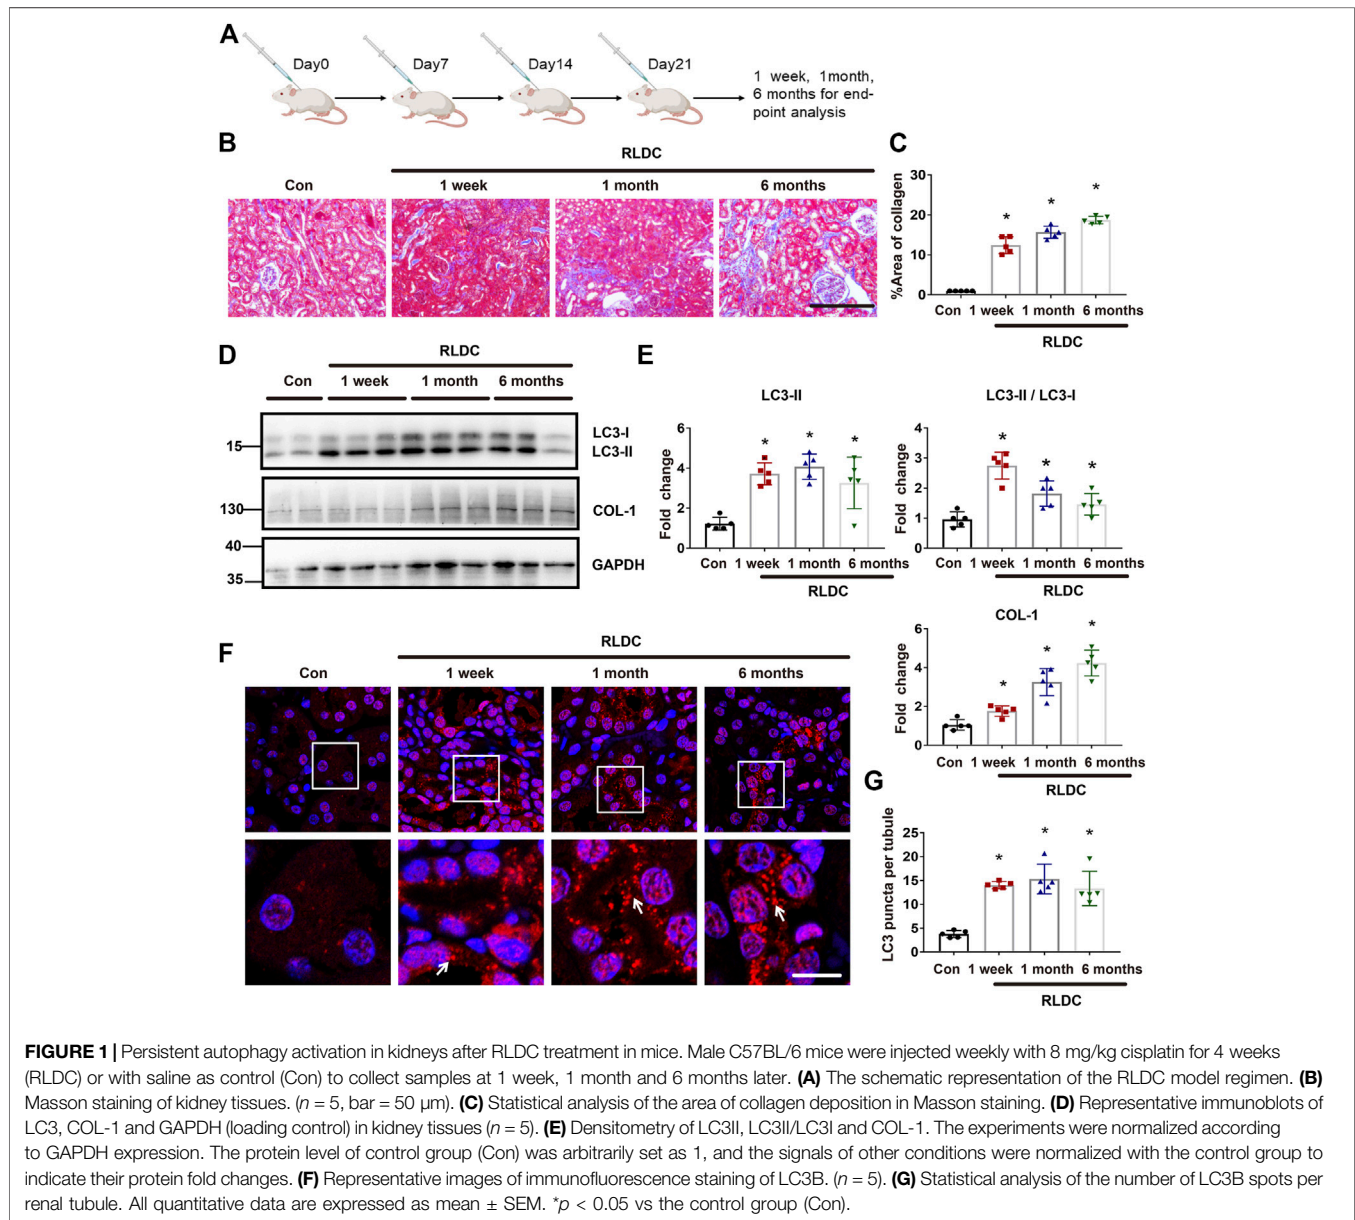 A
Day0
Day7
Day14
Day21
1 week, 1month,
6 months for end-
point analysis
B
RLDC
Con
1 week
1 month
6 months
C
%Area of collagen
30
20
10
0
*
*
*
Con 1 week 1 month 6 months
RLDC
D
RLDC
Con
1 week
1 month
6 months
15
LC3-I
LC3-II
130
COL-1
40
35
GAPDH
E
LC3-II
Fold change
6
4
2
0
*
*
*
Con 1 week 1 month 6 months
RLDC
LC3-II / LC3-I
Fold change
4
3
2
1
0
*
*
*
Con 1 week 1 month 6 months
RLDC
COL-1
Fold change
6
4
2
0
*
*
*
Con 1 week 1 month 6 months
RLDC
F
RLDC
Con
1 week
1 month
6 months
G
LC3 puncta per tubule
25
20
15
10
5
0
*
*
*
Con 1 week 1 month 6 months
RLDC
FIGURE 1 | Persistent autophagy activation in kidneys after RLDC treatment in mice. Male C57BL/6 mice were injected weekly with 8 mg/kg cisplatin for 4 weeks
(RLDC) or with saline as control (Con) to collect samples at 1 week, 1 month and 6 months later. (A) The schematic representation of the RLDC model regimen. (B)
Masson staining of kidney tissues. (n = 5, bar = 50 μm). (C) Statistical analysis of the area of collagen deposition in Masson staining. (D) Representative immunoblots of
LC3, COL-1 and GAPDH (loading control) in kidney tissues (n = 5). (E) Densitometry of LC3II, LC3II/LC3I and COL-1. The experiments were normalized according
to GAPDH expression. The protein level of control group (Con) was arbitrarily set as 1, and the signals of other conditions were normalized with the control group to
indicate their protein fold changes. (F) Representative images of immunofluorescence staining of LC3B. (n = 5). (G) Statistical analysis of the number of LC3B spots per
renal tubule. All quantitative data are expressed as mean ± SEM. *p < 0.05 vs the control group (Con).